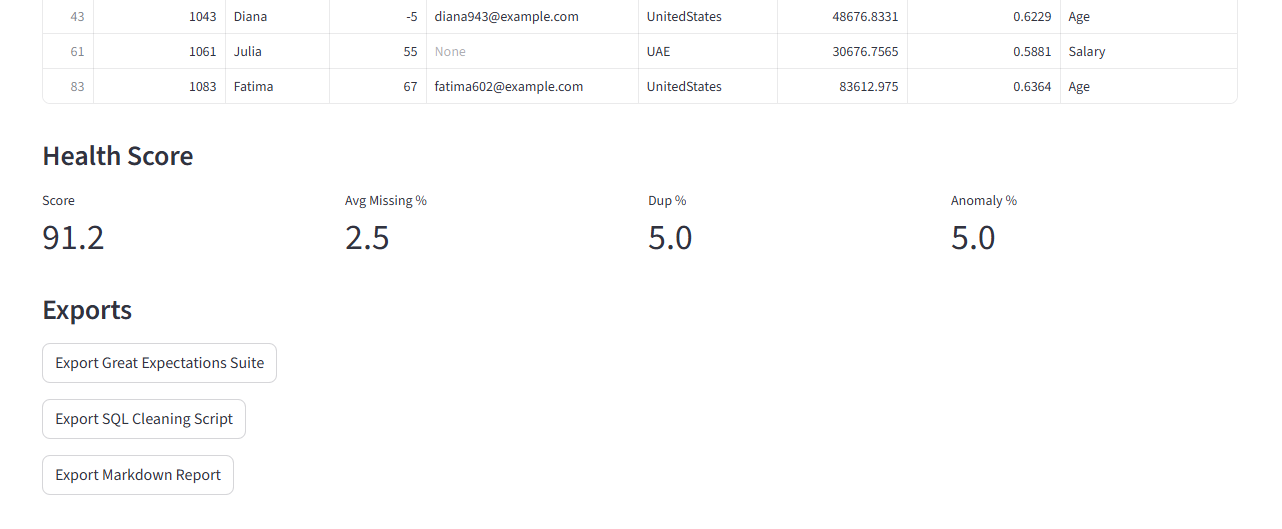 43 1043 Diana -5 diana943@example.com UnitedStates 48676.8331 0.6229 Age
61 1061 Julia 55 None UAE 30676.7565 0.5881 Salary
83 1083 Fatima 67 fatima602@example.com UnitedStates 83612.975 0.6364 Age
Health Score
Score Avg Missing % Dup % Anomaly %
91.2 2.5 5.0 5.0
Exports
Export Great Expectations Suite
Export SQL Cleaning Script
Export Markdown Report